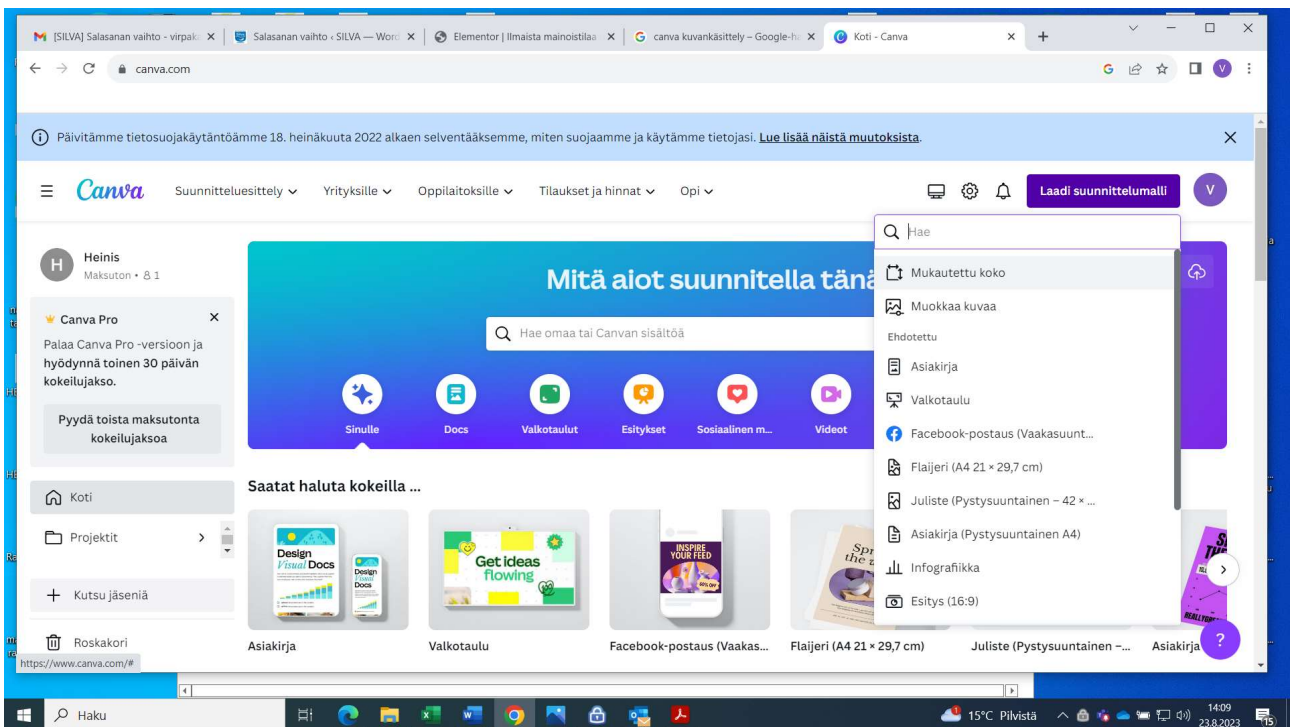 [SILVA] Salasanan vaihto - virpak
Salasanan vaihto ‹ SILVA — Word
Elementor | Ilmaista mainostilaa
canva kuvankäsittely – Google-ha
Koti - Canva
canva.com
Päivitämme tietosuojakäytäntöämme 18. heinäkuuta 2022 alkaen selventääksemme, miten suojaamme ja käytämme tietojasi. Lue lisää näistä muutoksista.
Canva
Suunnitteluesittely
Yrityksille
Oppilaitoksille
Tilaukset ja hinnat
Opi
Laadi suunnittelumalli
V
H
Heinis
Maksuton • 1
Canva Pro
Palaa Canva Pro -versioon ja
hyödynnä toinen 30 päivän
kokeilujakso.
Pyydä toista maksutonta
kokeilujaksoa
Koti
Projektit
Kutsu jäseniä
Roskakori
https://www.canva.com/#
Mitä aiot suunnitella tänä
Hae omaa tai Canvan sisältöä
Sinulle
Docs
Valkotaulut
Esitykset
Sosiaalinen m...
Videot
Saatat haluta kokeilla ...
Design
Visual Docs
Design
Visual
Docs
Get ideas
flowing
INSPIRE
YOUR FEED
Spr
the
Asiakirja
Valkotaulu
Facebook-postaus (Vaakas...
Flaijeri (A4 21 × 29,7 cm)
Juliste (Pystysuuntainen –...
Asiakirja
Hae
Mukautettu koko
Muokkaa kuvaa
Ehdotettu
Asiakirja
Valkotaulu
Facebook-postaus (Vaakasuunt...
Flaijeri (A4 21 × 29,7 cm)
Juliste (Pystysuuntainen – 42 × ...
Asiakirja (Pystysuuntainen A4)
Infografiikka
Esitys (16:9)
?
Haku
15°C Pilvistä
14:09
23.8.2023